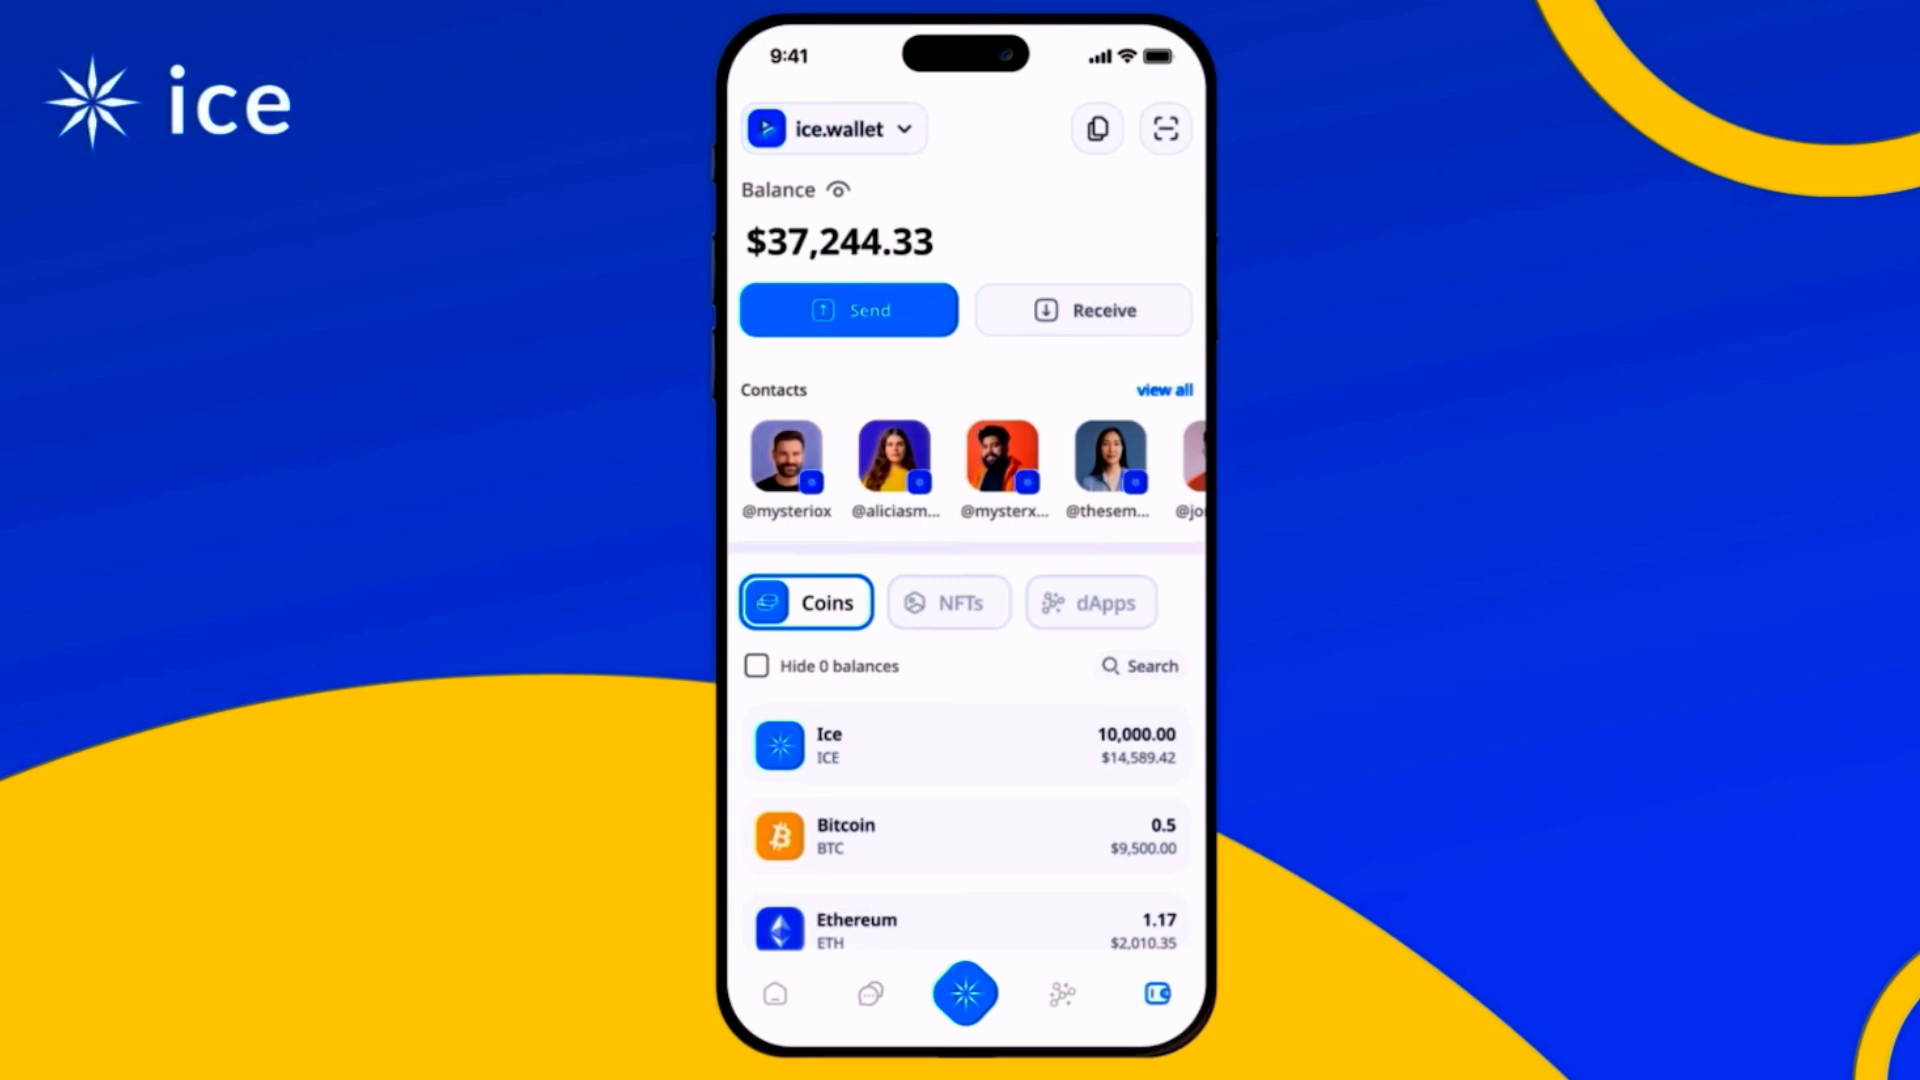 ice
9:41
ice.wallet
Balance
$37,244.33
Send
Receive
Contacts
view all
@mysteriox
@aliciasm...
@mysterx...
@thesem...
@jo
Coins
NFTs
dApps
Hide 0 balances
Search
Ice
10,000.00
ICE
$14,589.42
Bitcoin
0.5
BTC
$9,500.00
Ethereum
1.17
ETH
$2,010.35